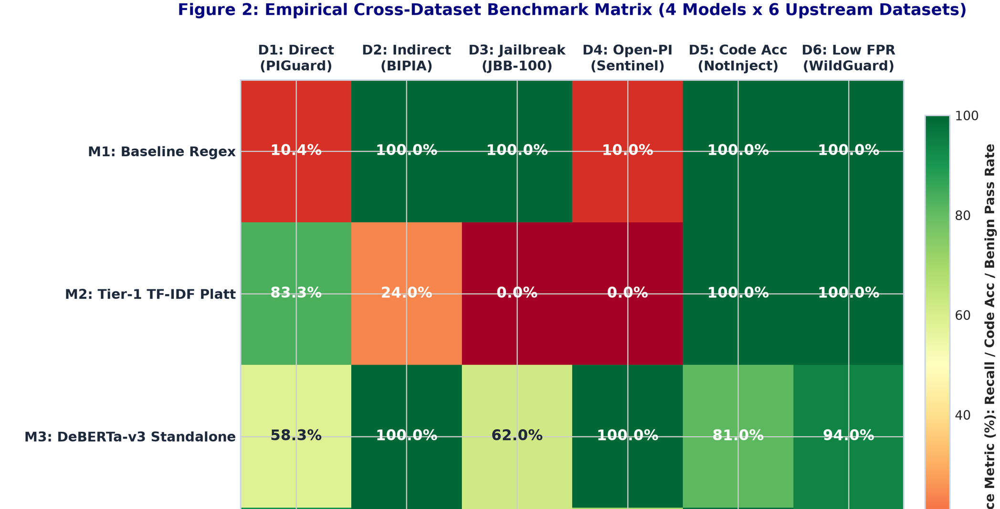 Figure 2: Empirical Cross-Dataset Benchmark Matrix (4 Models x 6 Upstream Datasets)
D1: Direct
(PIGuard)
D2: Indirect
(BIPIA)
D3: Jailbreak
(JBB-100)
D4: Open-PI
(Sentinel)
D5: Code Acc
(NotInject)
D6: Low FPR
(WildGuard)
M1: Baseline Regex
10.4%
100.0%
100.0%
10.0%
100.0%
100.0%
M2: Tier-1 TF-IDF Platt
83.3%
24.0%
0.0%
0.0%
100.0%
100.0%
M3: DeBERTa-v3 Standalone
58.3%
100.0%
62.0%
100.0%
81.0%
94.0%
100
80
60
40
ce Metric (%): Recall / Code Acc / Benign Pass Rate